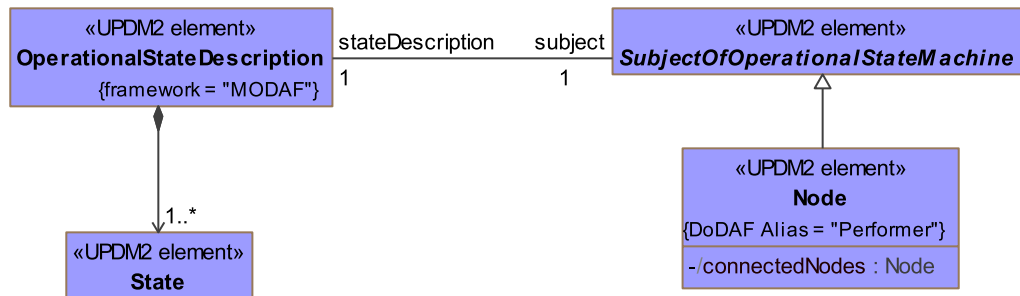 «UPDM2 element»
OperationalStateDescription
{framework = "MODAF"}
stateDescription
1
subject
1
«UPDM2 element»
SubjectOfOperationalStateMachine
«UPDM2 element»
Node
{DoDAF Alias = "Performer"}
-/connectedNodes : Node
1..*
«UPDM2 element»
State